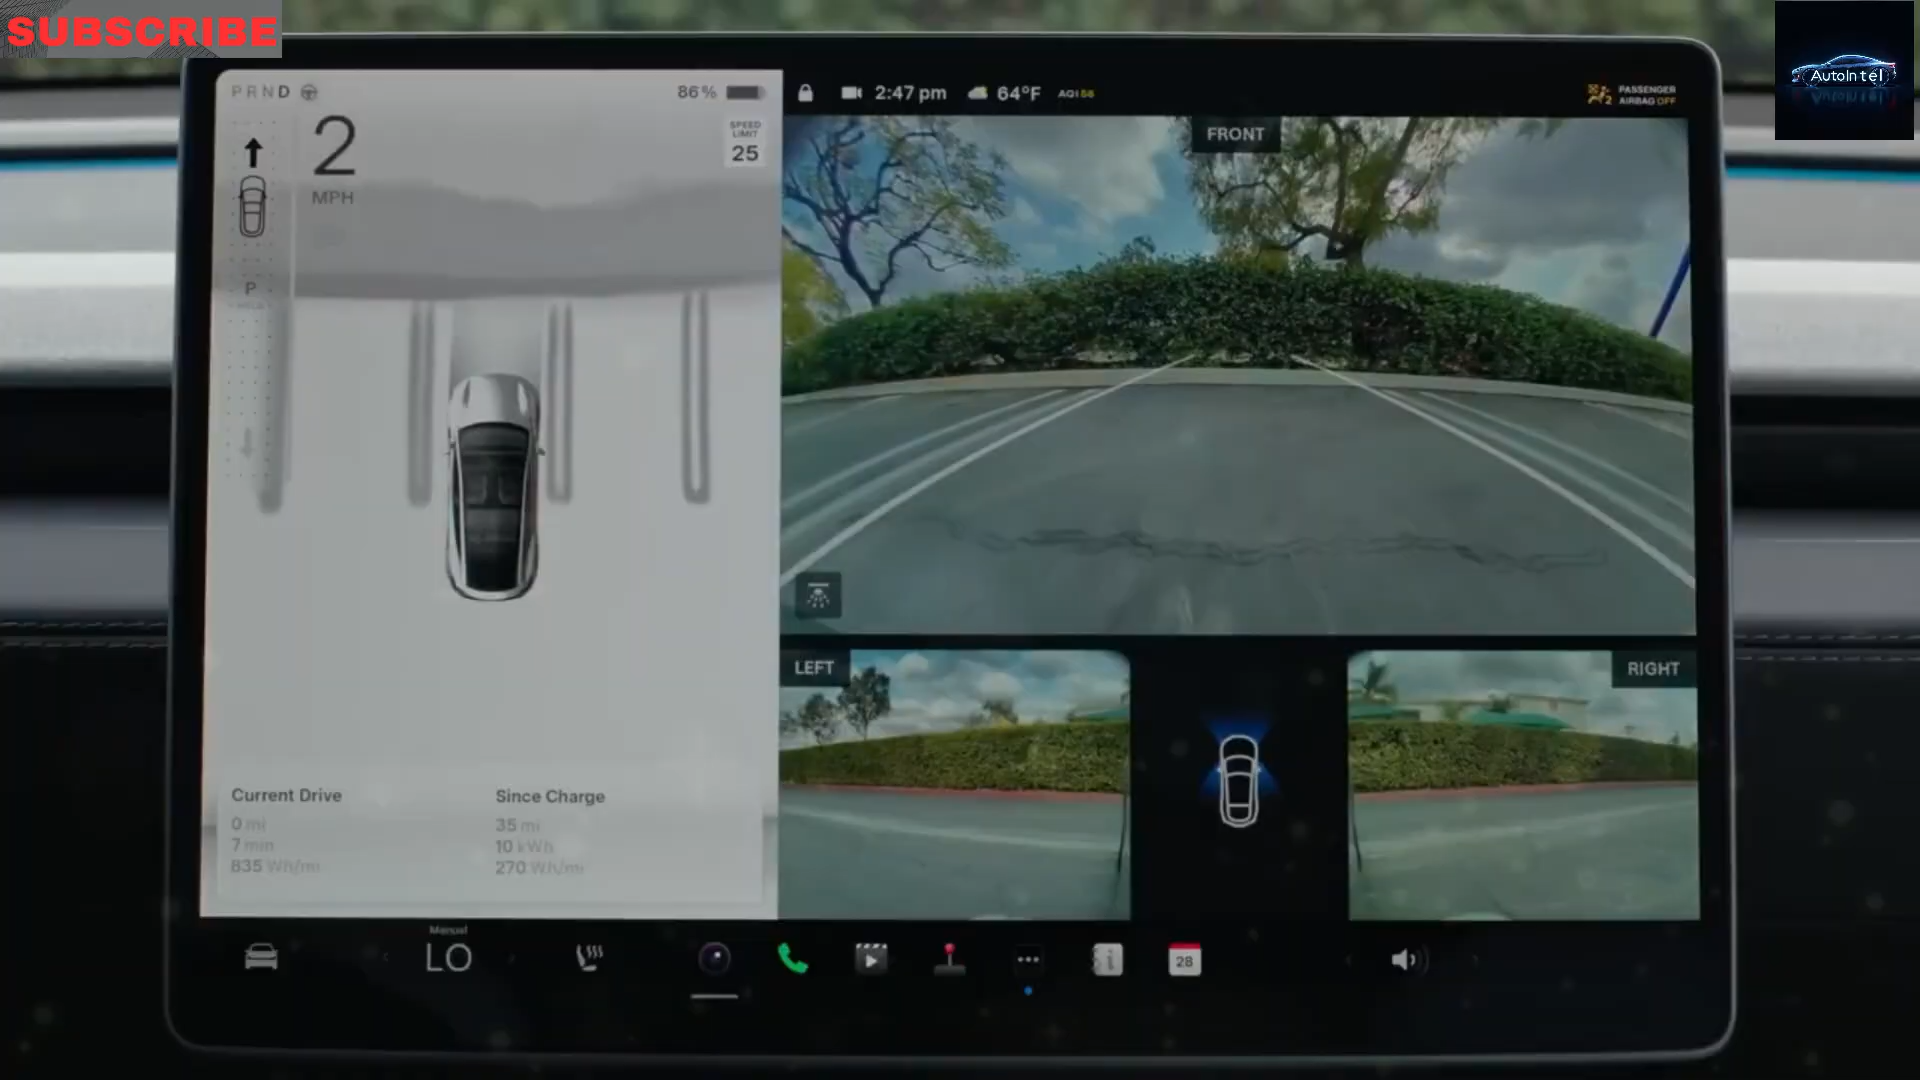 SUBSCRIBE
AutoIntel
PRND
86%
2:47 pm
64°F
AQI 58
PASSENGER
AIRBAG OFF
2
MPH
SPEED
LIMIT
25
P
FRONT
LEFT
RIGHT
Current Drive
0 mi
7 min
835 Wh/mi
Since Charge
35 mi
10 kWh
270 Wh/mi
Manual
LO
28